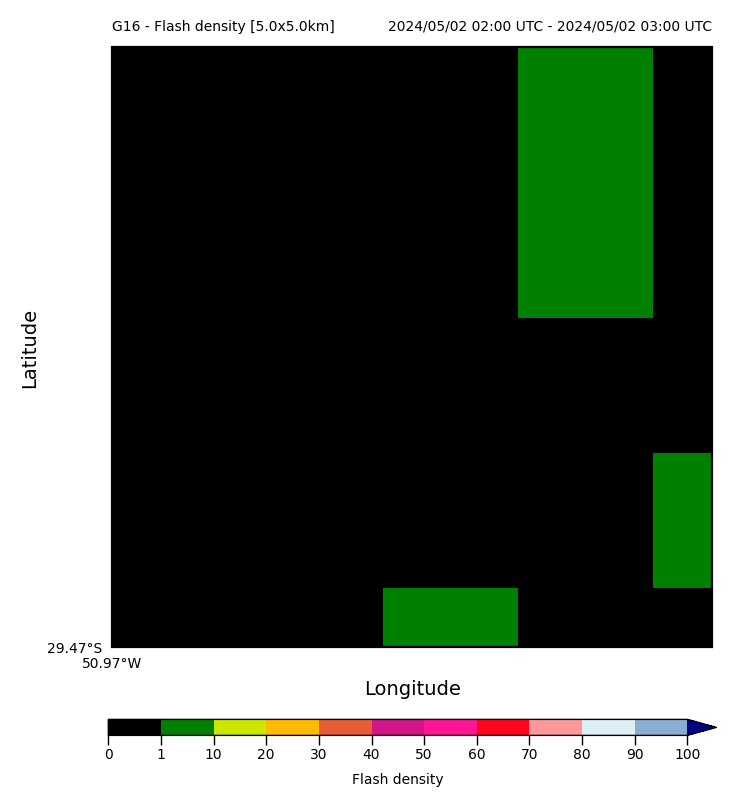 G16 - Flash density [5.0x5.0km] 2024/05/02 02:00 UTC - 2024/05/02 03:00 UTC
Latitude
29.47°S
50.97°W
Longitude
0 1 10 20 30 40 50 60 70 80 90 100
Flash density